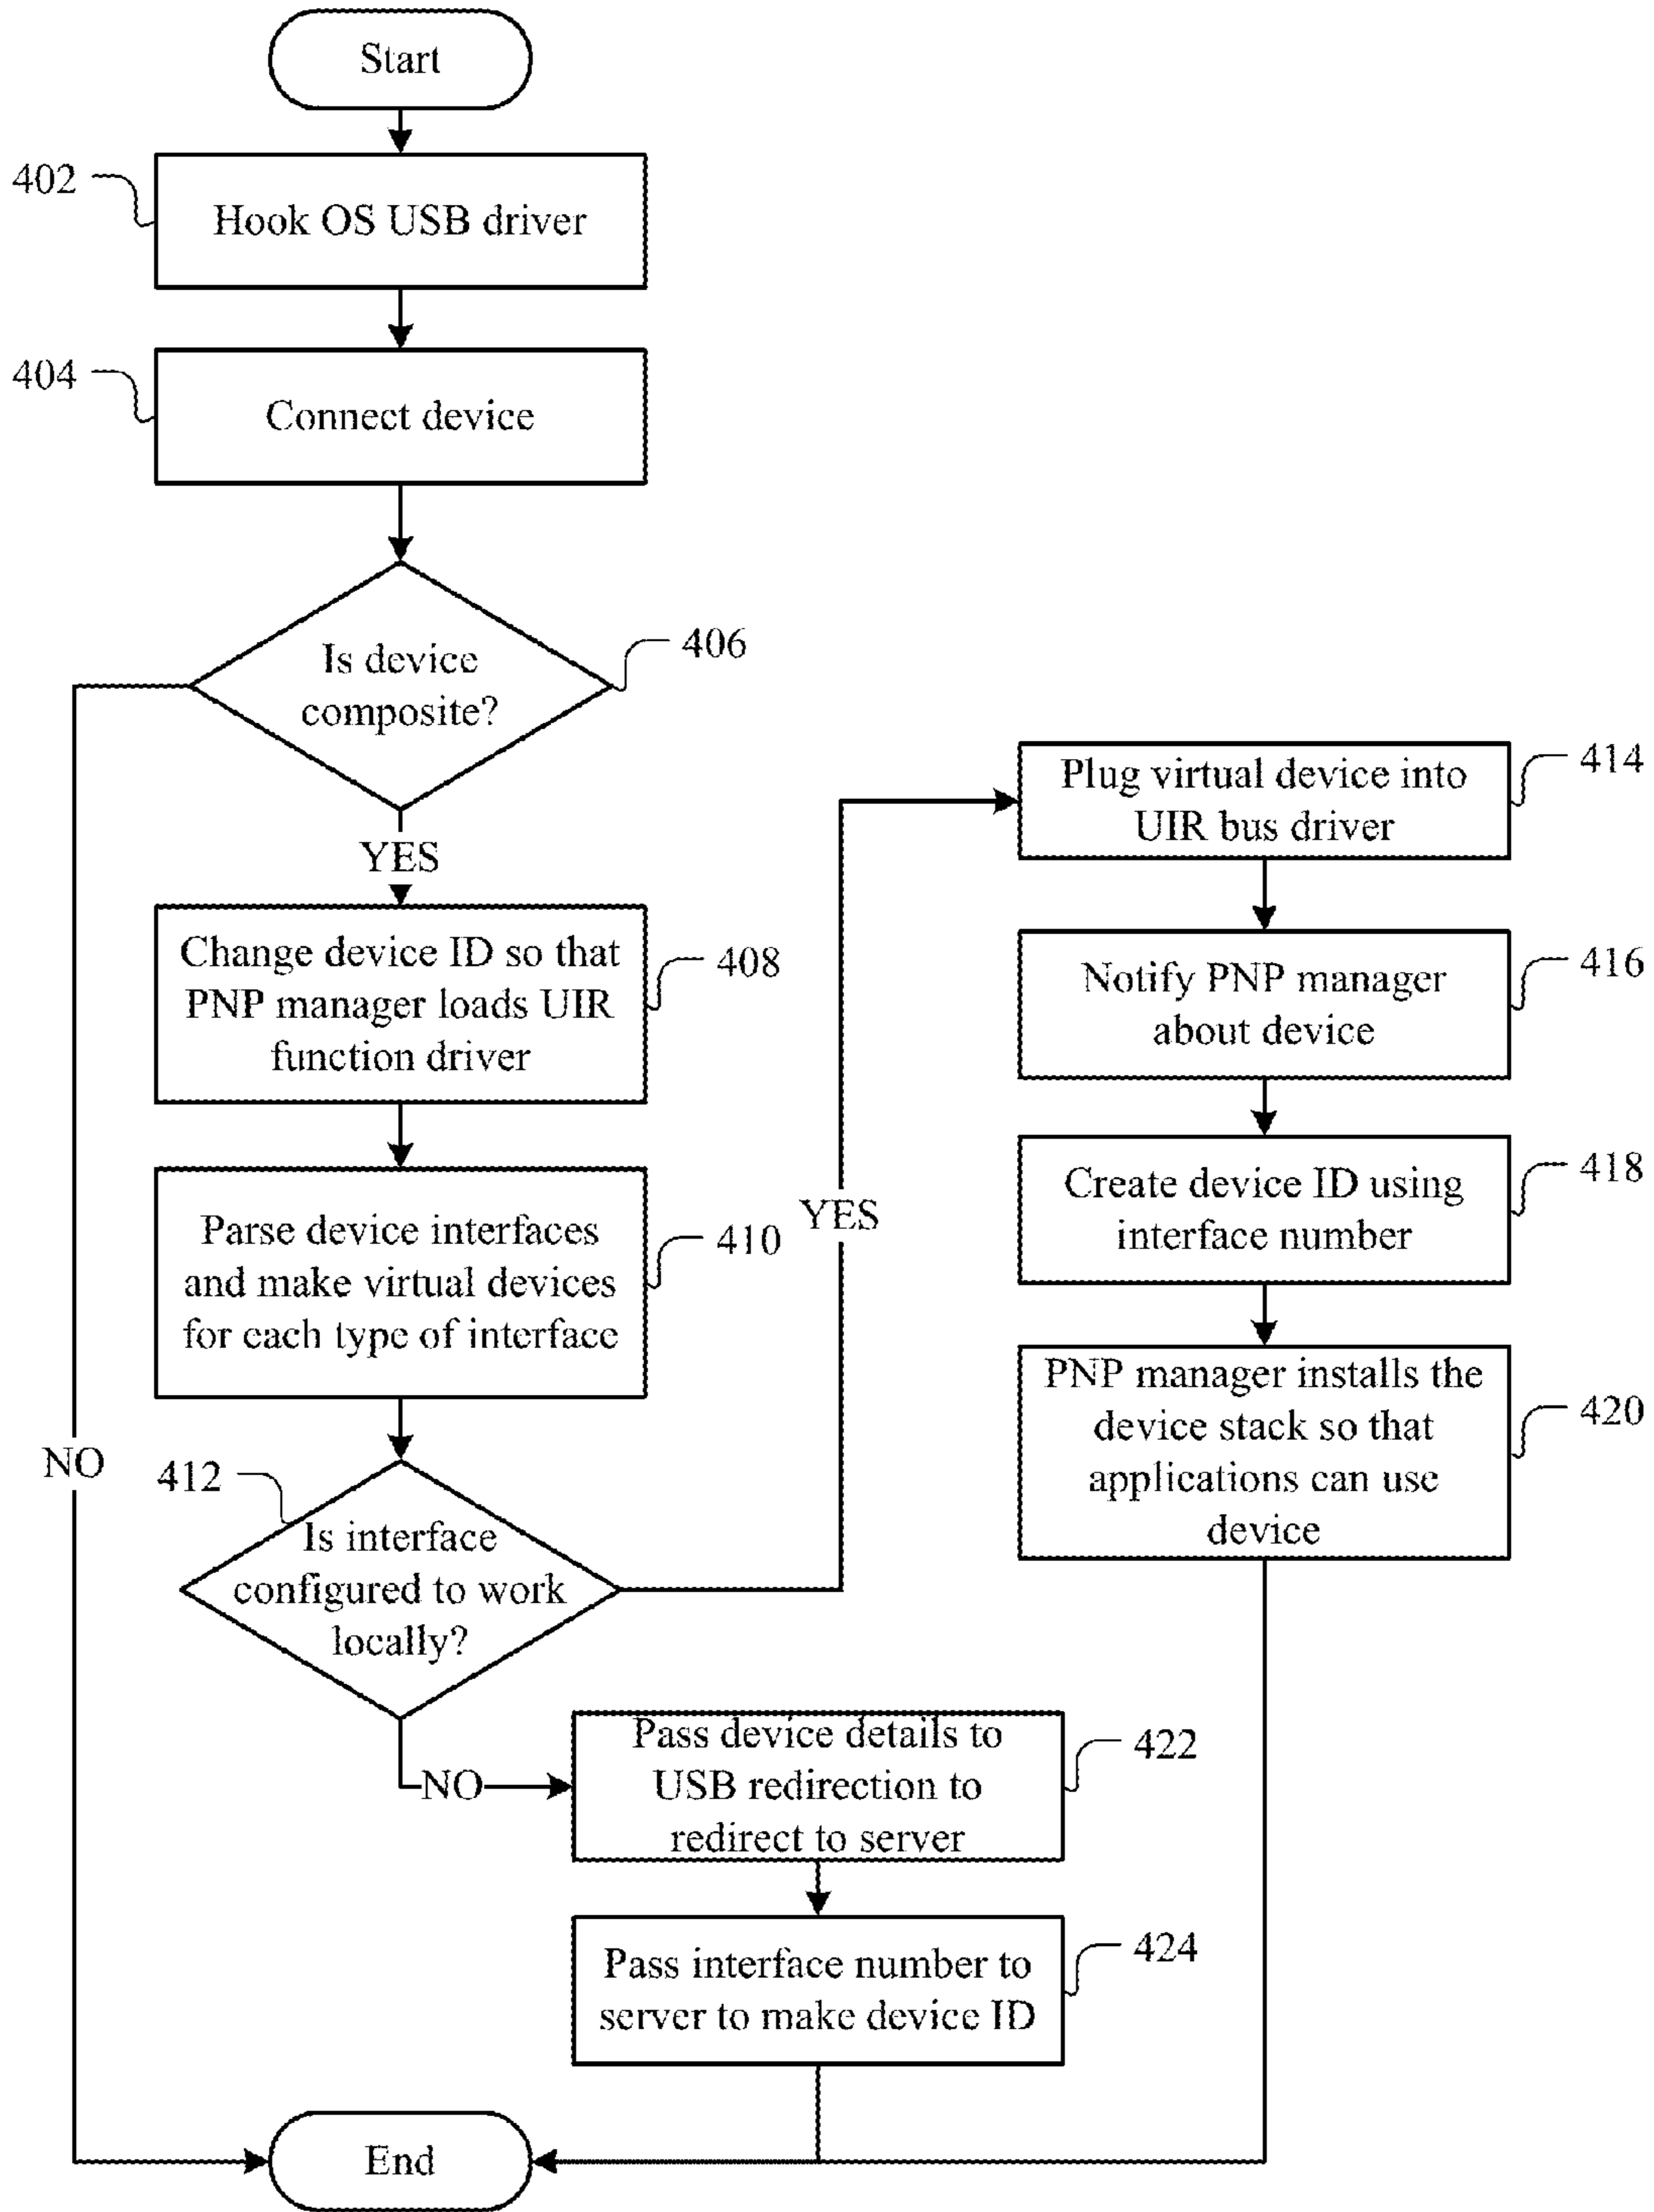 Start
402
Hook OS USB driver
404
Connect device
406
Is device
composite?
YES
NO
408
Change device ID so that
PNP manager loads UIR
function driver
410
Parse device interfaces
and make virtual devices
for each type of interface
412
Is interface
configured to work
locally?
YES
414
Plug virtual device into
UIR bus driver
416
Notify PNP manager
about device
418
Create device ID using
interface number
420
PNP manager installs the
device stack so that
applications can use
device
NO
422
Pass device details to
USB redirection to
redirect to server
424
Pass interface number to
server to make device ID
End